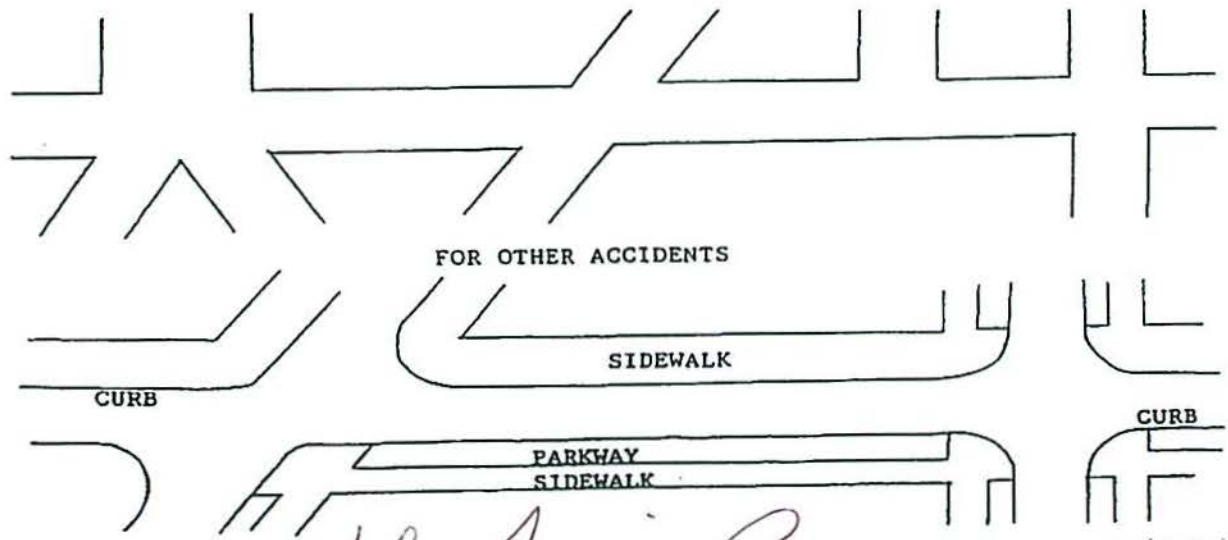 FOR OTHER ACCIDENTS
SIDEWALK
CURB
CURB
PARKWAY
SIDEWALK